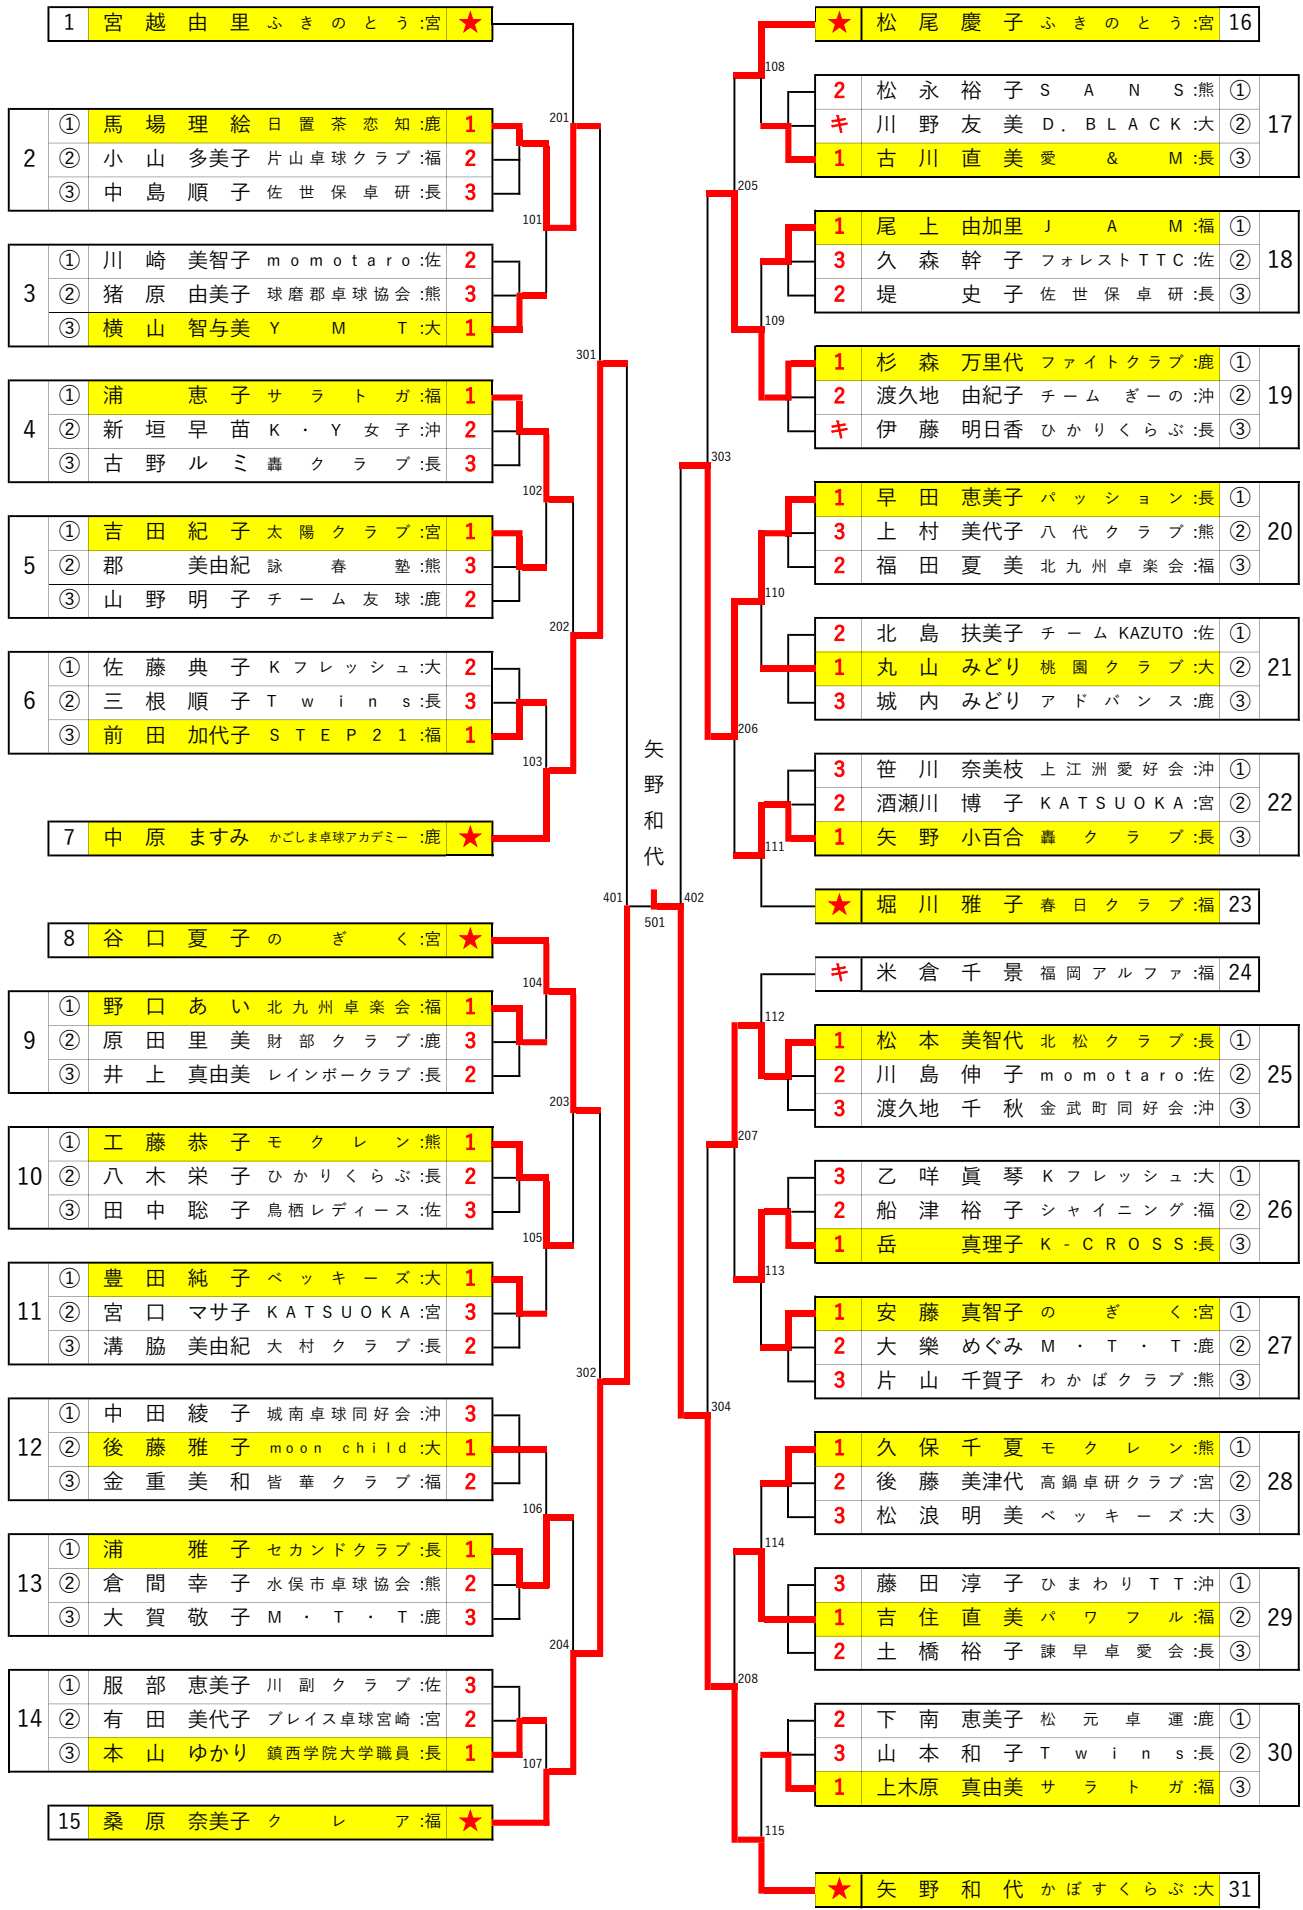 1 宮越由里 ふきのとう:宮 ★
2
① 馬場理絵 日置茶恋知:鹿 1
② 小山多美子 片山卓球クラブ:福 2
③ 中島順子 佐世保卓研:長 3
3
① 川崎美智子 momotaro:佐 2
② 猪原由美子 球磨郡卓球協会:熊 3
③ 横山智与美 YMT:大 1
4
① 浦恵子 サラトガ:福 1
② 新垣早苗 K・Y女子:沖 2
③ 古野ルミ 轟クラブ:長 3
5
① 吉田紀子 太陽クラブ:宮 1
② 郡美由紀 詠春塾:熊 3
③ 山野明子 チーム友球:鹿 2
6
① 佐藤典子 Kフレッシュ:大 2
② 三根順子 Twins:長 3
③ 前田加代子 STEP21:福 1
7 中原ますみ かごしま卓球アカデミー:鹿 ★
8 谷口夏子 のぎく:宮 ★
9
① 野口あい 北九州卓楽会:福 1
② 原田里美 財部クラブ:鹿 3
③ 井上真由美 レインボークラブ:長 2
10
① 工藤恭子 モクレン:熊 1
② 八木栄子 ひかりくらぶ:長 2
③ 田中聡子 鳥栖レディース:佐 3
11
① 豊田純子 ベッキーズ:大 1
② 宮口マサ子 KATSUOKA:宮 3
③ 溝脇美由紀 大村クラブ:長 2
12
① 中田綾子 城南卓球同好会:沖 3
② 後藤雅子 moon child:大 1
③ 金重美和 皆華クラブ:福 2
13
① 浦雅子 セカンドクラブ:長 1
② 倉間幸子 水俣市卓球協会:熊 2
③ 大賀敬子 M・T・T:鹿 3
14
① 服部恵美子 川副クラブ:佐 3
② 有田美代子 ブレイス卓球宮崎:宮 2
③ 本山ゆかり 鎮西学院大学職員:長 1
15 桑原奈美子 クレア:福 ★
201
101
301
102
202
103
401
104
203
105
302
106
204
107
矢野和代
501
402
108
205
109
303
110
206
111
112
207
113
304
114
208
115
★ 松尾慶子 ふきのとう:宮 16
2 松永裕子 SANS:熊 ①
キ 川野友美 D.BLACK:大 ②
1 古川直美 愛&M:長 ③
17
1 尾上由加里 JAM:福 ①
3 久森幹子 フォレストTTC:佐 ②
2 堤史子 佐世保卓研:長 ③
18
1 杉森万里代 ファイトクラブ:鹿 ①
2 渡久地由紀子 チームぎーの:沖 ②
キ 伊藤明日香 ひかりくらぶ:長 ③
19
1 早田恵美子 パッション:長 ①
3 上村美代子 八代クラブ:熊 ②
2 福田夏美 北九州卓楽会:福 ③
20
2 北島扶美子 チームKAZUTO:佐 ①
1 丸山みどり 桃園クラブ:大 ②
3 城内みどり アドバンス:鹿 ③
21
3 笹川奈美枝 上江洲愛好会:沖 ①
2 酒瀬川博子 KATSUOKA:宮 ②
1 矢野小百合 轟クラブ:長 ③
22
★ 堀川雅子 春日クラブ:福 23
キ 米倉千景 福岡アルファ:福 24
1 松本美智代 北松クラブ:長 ①
2 川島伸子 momotaro:佐 ②
3 渡久地千秋 金武町同好会:沖 ③
25
3 乙咩眞琴 Kフレッシュ:大 ①
2 船津裕子 シャイニング:福 ②
1 岳真理子 K-CROSS:長 ③
26
1 安藤真智子 のぎく:宮 ①
2 大樂めぐみ M・T・T:鹿 ②
3 片山千賀子 わかばクラブ:熊 ③
27
1 久保千夏 モクレン:熊 ①
2 後藤美津代 高鍋卓研クラブ:宮 ②
3 松浪明美 ベッキーズ:大 ③
28
3 藤田淳子 ひまわりTT:沖 ①
1 吉住直美 パワフル:福 ②
2 土橋裕子 諫早卓愛会:長 ③
29
2 下南恵美子 松元卓運:鹿 ①
3 山本和子 Twins:長 ②
1 上木原真由美 サラトガ:福 ③
30
★ 矢野和代 かぼすくらぶ:大 31